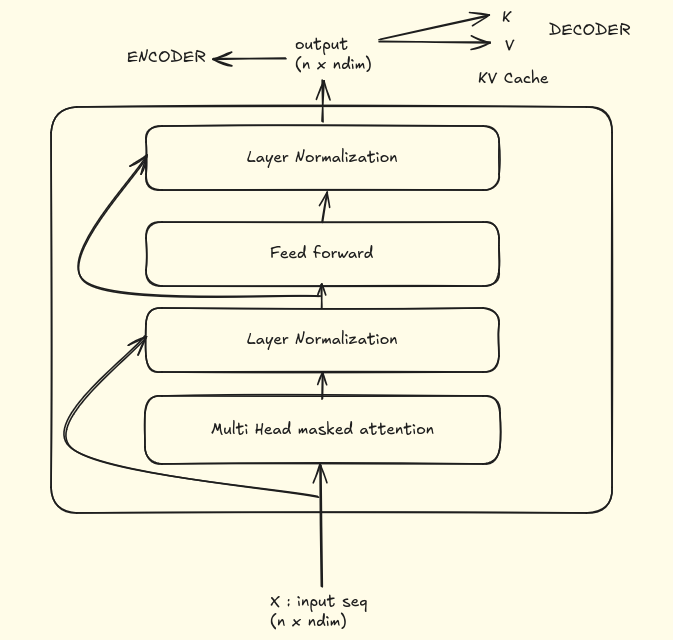 K
DECODER
output
ENCODER
V
(n x ndim)
KV Cache
Layer Normalization
Feed forward
Layer Normalization
Multi Head masked attention
X : input seq
(n x ndim)